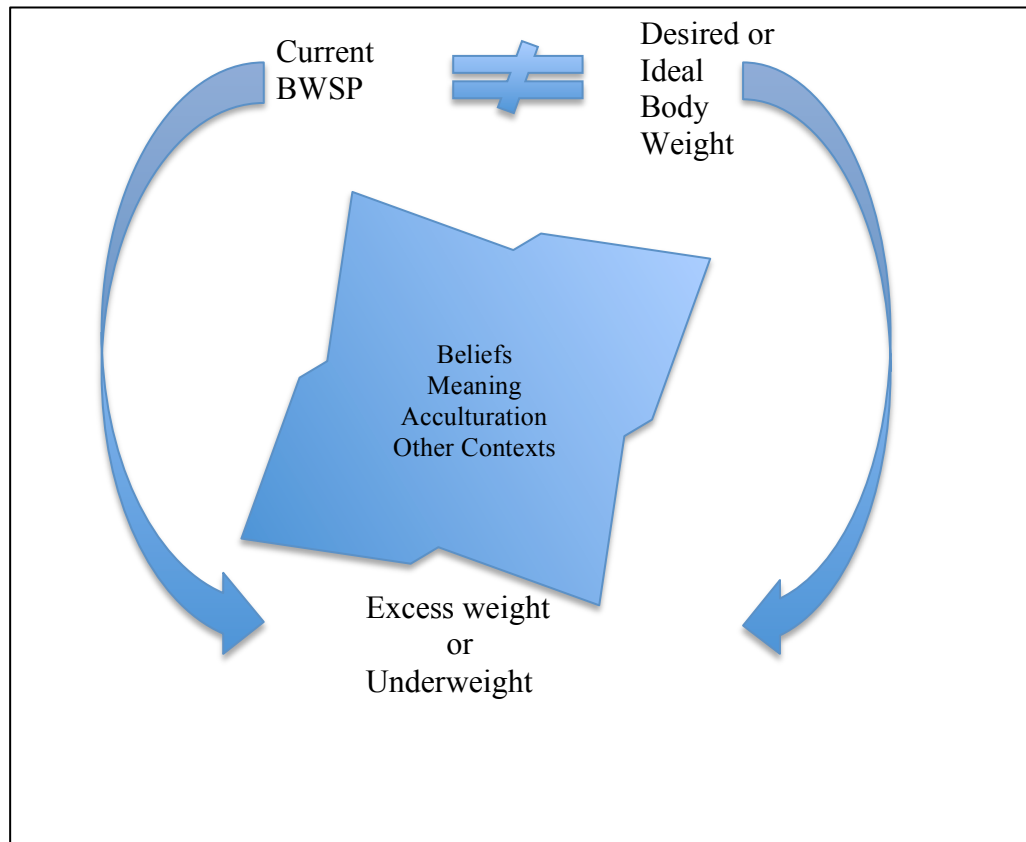 Current
BWSP
Desired or
Ideal
Body
Weight
Beliefs
Meaning
Acculturation
Other Contexts
Excess weight
or
Underweight